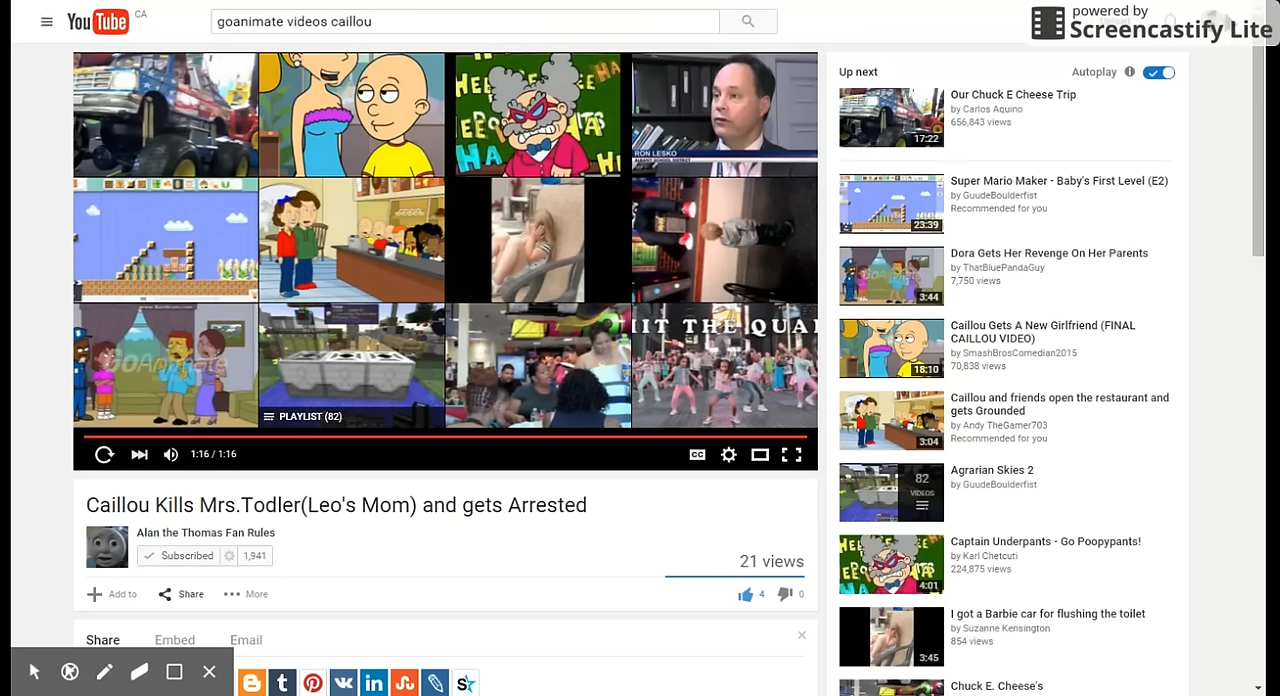 YouTube CA
goanimate videos caillou
powered by
Screencastify Lite
RON LESKO
ALBANY SCHOOL DISTRICT
GOAnimate
PLAYLIST (82)
HIT THE QUA
1:16 / 1:16
CC
Caillou Kills Mrs.Todler(Leo's Mom) and gets Arrested
Alan the Thomas Fan Rules
Subscribed 1,941
21 views
Add to Share More
4 0
Share Embed Email
Up next Autoplay
17:22
Our Chuck E Cheese Trip
by Carlos Aquino
656,843 views
23:39
Super Mario Maker - Baby's First Level (E2)
by GuudeBoulderfist
Recommended for you
3:44
Dora Gets Her Revenge On Her Parents
by ThatBluePandaGuy
7,750 views
18:10
Caillou Gets A New Girlfriend (FINAL
CAILLOU VIDEO)
by SmashBrosComedian2015
70,838 views
3:04
Caillou and friends open the restaurant and
gets Grounded
by Andy TheGamer703
Recommended for you
82
VIDEOS
Agrarian Skies 2
by GuudeBoulderfist
4:01
Captain Underpants - Go Poopypants!
by Karl Chetcuti
224,875 views
3:45
I got a Barbie car for flushing the toilet
by Suzanne Kensington
854 views
Chuck E. Cheese's